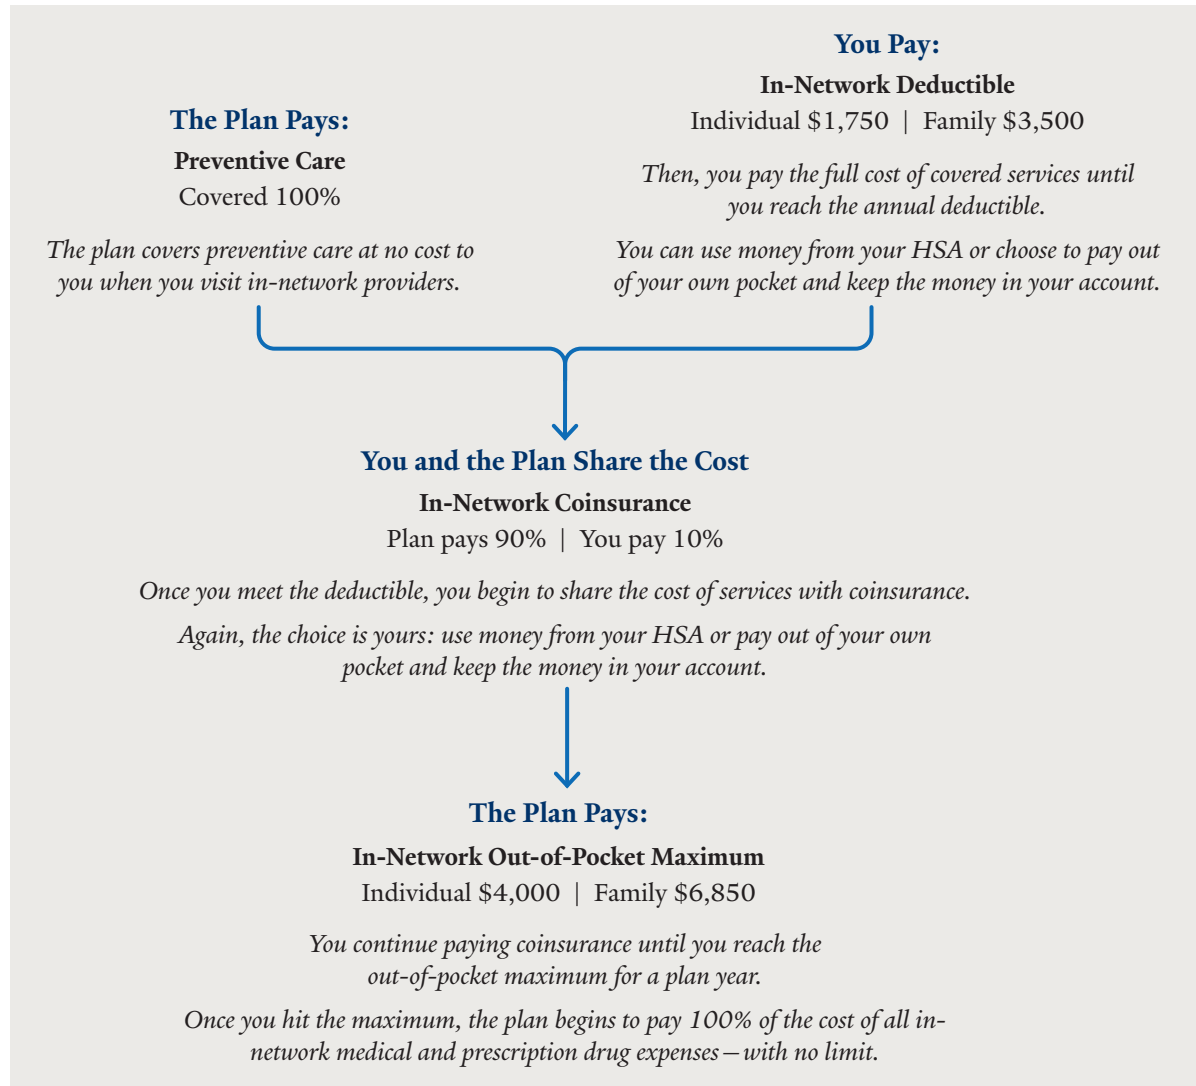 The Plan Pays:
Preventive Care
Covered 100%
The plan covers preventive care at no cost to
you when you visit in-network providers.
You Pay:
In-Network Deductible
Individual $1,750 | Family $3,500
Then, you pay the full cost of covered services until
you reach the annual deductible.
You can use money from your HSA or choose to pay out
of your own pocket and keep the money in your account.
You and the Plan Share the Cost
In-Network Coinsurance
Plan pays 90% | You pay 10%
Once you meet the deductible, you begin to share the cost of services with coinsurance.
Again, the choice is yours: use money from your HSA or pay out of your own
pocket and keep the money in your account.
The Plan Pays:
In-Network Out-of-Pocket Maximum
Individual $4,000 | Family $6,850
You continue paying coinsurance until you reach the
out-of-pocket maximum for a plan year.
Once you hit the maximum, the plan begins to pay 100% of the cost of all in-
network medical and prescription drug expenses—with no limit.